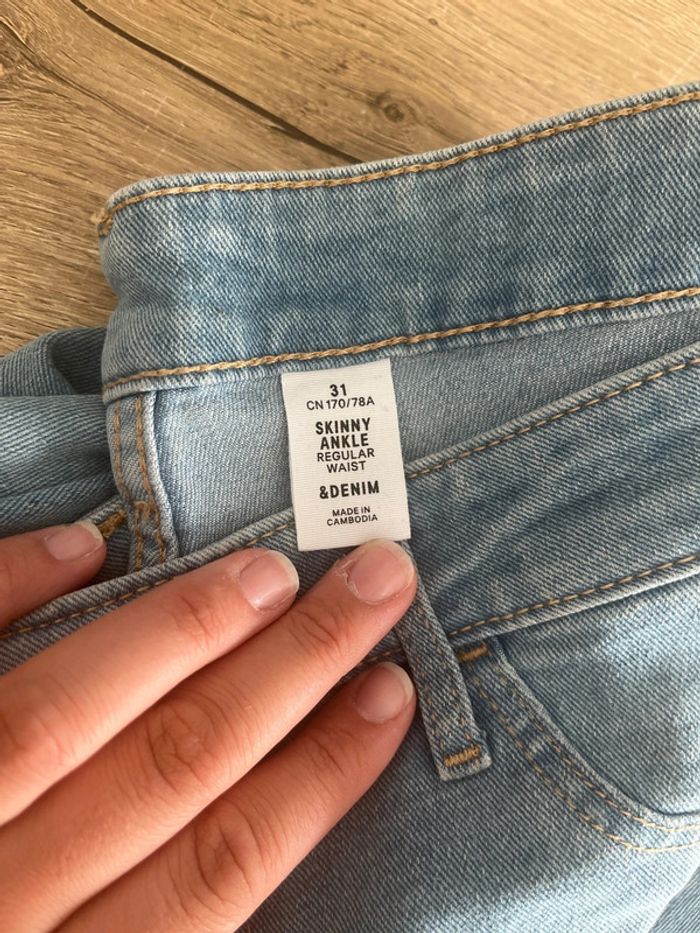 31
CN 170/78A
SKINNY
ANKLE
REGULAR
WAIST
&DENIM
MADE IN
CAMBODIA